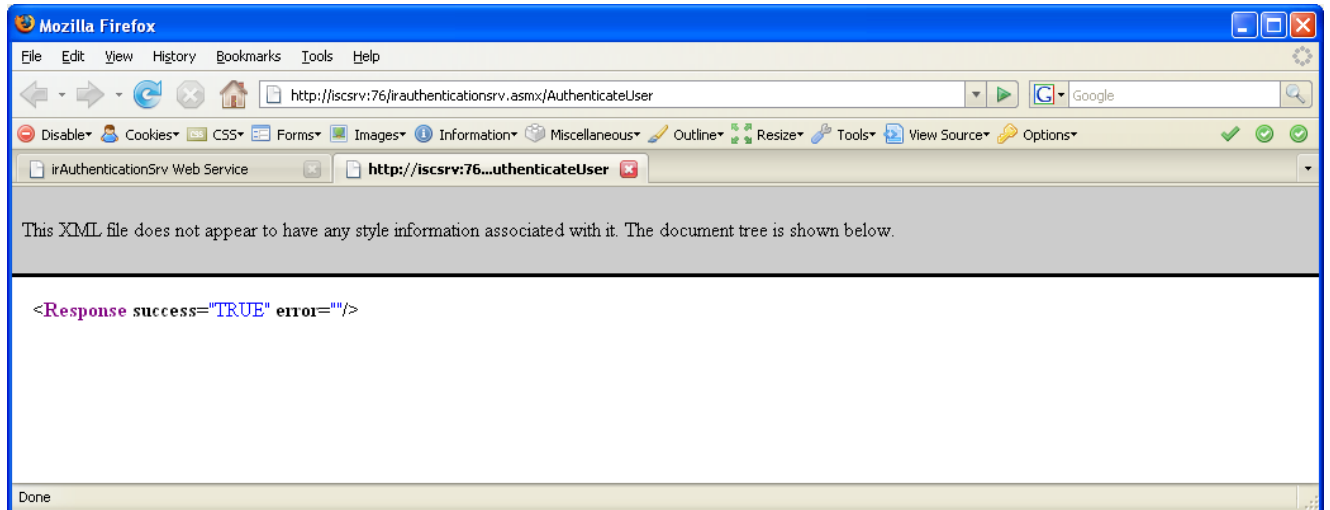 Mozilla Firefox
File Edit View History Bookmarks Tools Help
http://iscsrv:76/irauthenticationsrv.asmx/AuthenticateUser G Google
Disable Cookies CSS Forms Images Information Miscellaneous Outline Resize Tools View Source Options
irAuthenticationSrv Web Service http://iscsrv:76...uthenticateUser
This XML file does not appear to have any style information associated with it. The document tree is shown below.
<Response success="TRUE" error=""/>
Done